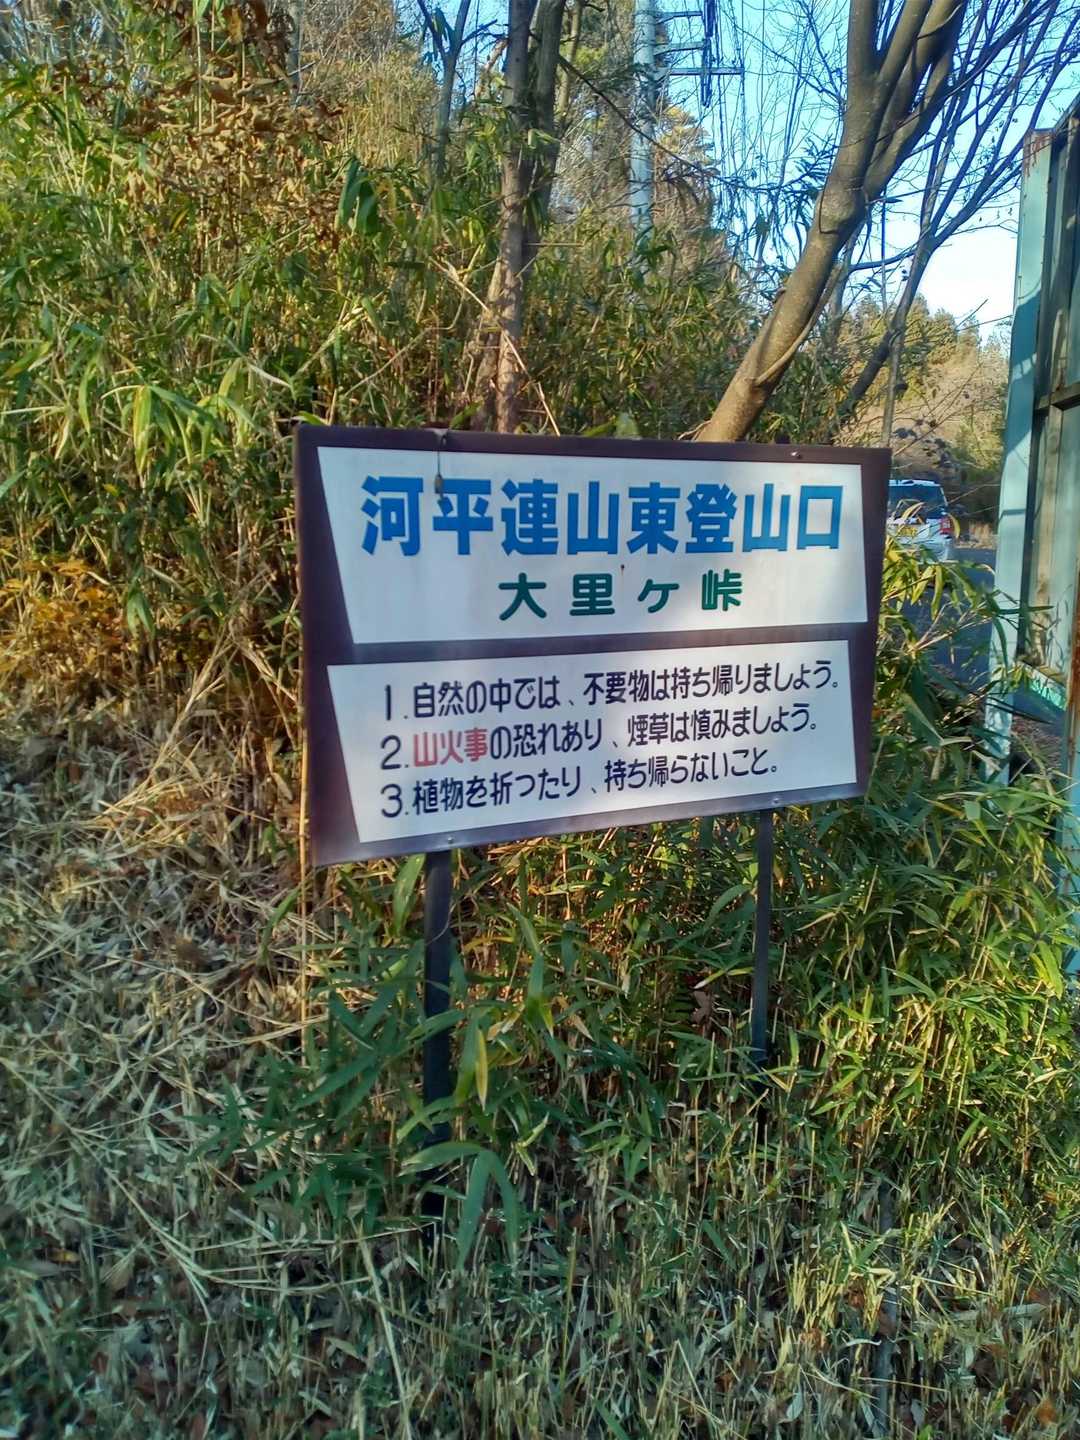 河平連山東登山口
大里ヶ峠
1.自然の中では、不要物は持ち帰りましょう。
2.山火事の恐れあり、煙草は慎みましょう。
3.植物を折つたり、持ち帰らないこと。